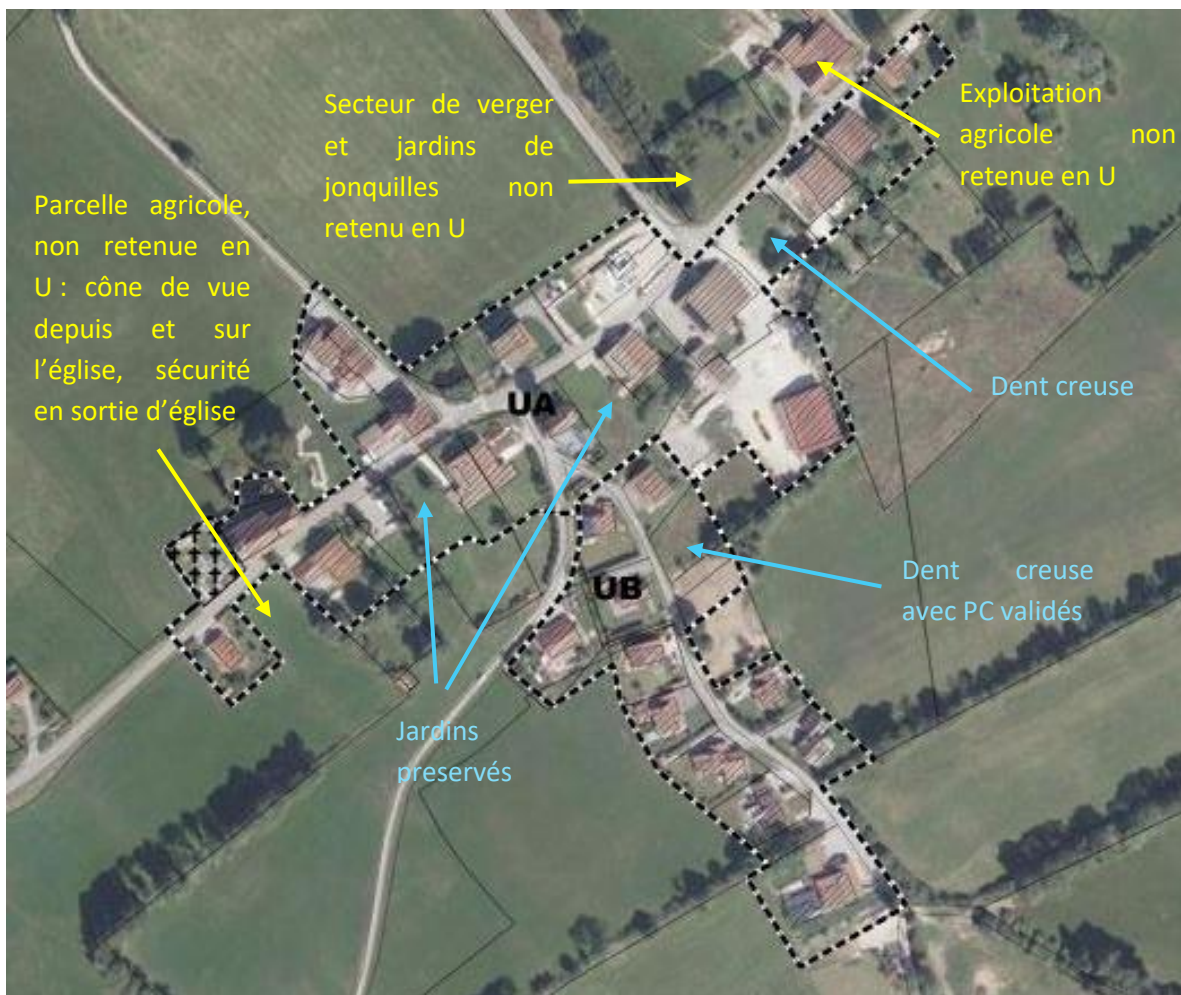 Secteur de verger
et jardins de
jonquilles non
retenu en U
Exploitation
agricole non
retenue en U
Parcelle agricole,
non retenue en
U : cône de vue
depuis et sur
l'église, sécurité
en sortie d'église
Dent creuse
UA
UB
Dent creuse
avec PC validés
Jardins
preservés